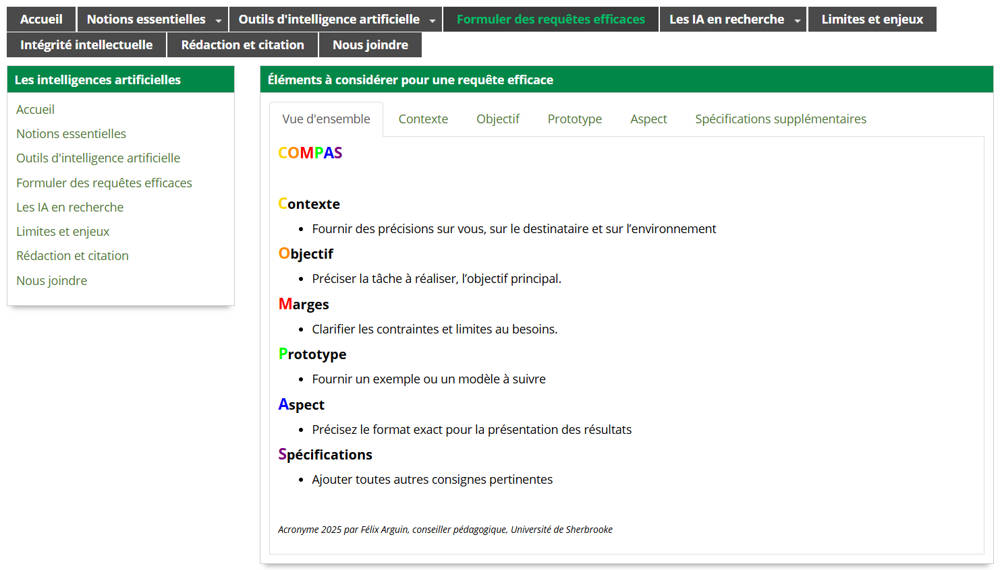 Accueil
Notions essentielles
Outils d'intelligence artificielle
Formuler des requêtes efficaces
Les IA en recherche
Limites et enjeux
Intégrité intellectuelle
Rédaction et citation
Nous joindre
Les intelligences artificielles
Accueil
Notions essentielles
Outils d'intelligence artificielle
Formuler des requêtes efficaces
Les IA en recherche
Limites et enjeux
Rédaction et citation
Nous joindre
Éléments à considérer pour une requête efficace
Vue d'ensemble
Contexte
Objectif
Prototype
Aspect
Spécifications supplémentaires
COMPAS
Contexte
• Fournir des précisions sur vous, sur le destinataire et sur l’environnement
Objectif
• Préciser la tâche à réaliser, l’objectif principal.
Marges
• Clarifier les contraintes et limites au besoins.
Prototype
• Fournir un exemple ou un modèle à suivre
Aspect
• Précisez le format exact pour la présentation des résultats
Spécifications
• Ajouter toutes autres consignes pertinentes
Acronyme 2025 par Félix Arguin, conseiller pédagogique, Université de Sherbrooke